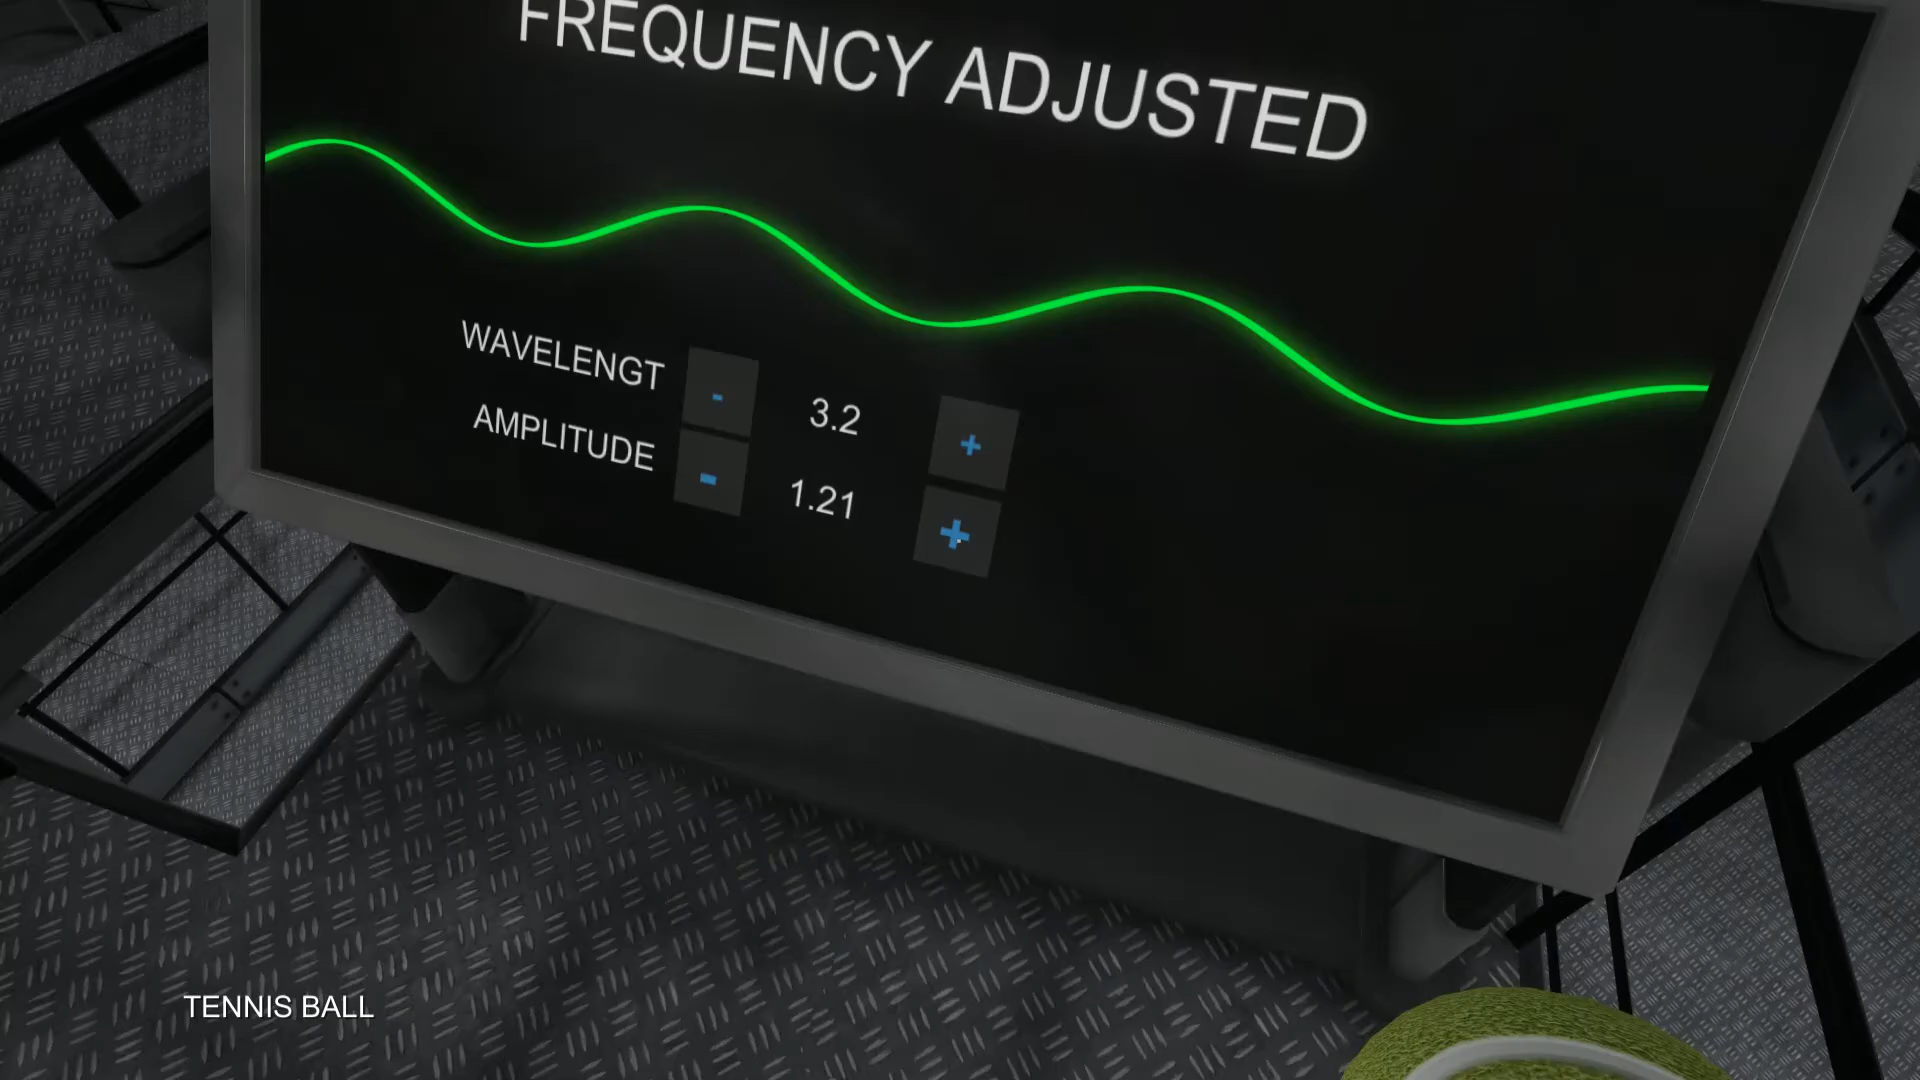 FREQUENCY ADJUSTED
WAVELENGT - 3.2 +
AMPLITUDE - 1.21 +
TENNIS BALL